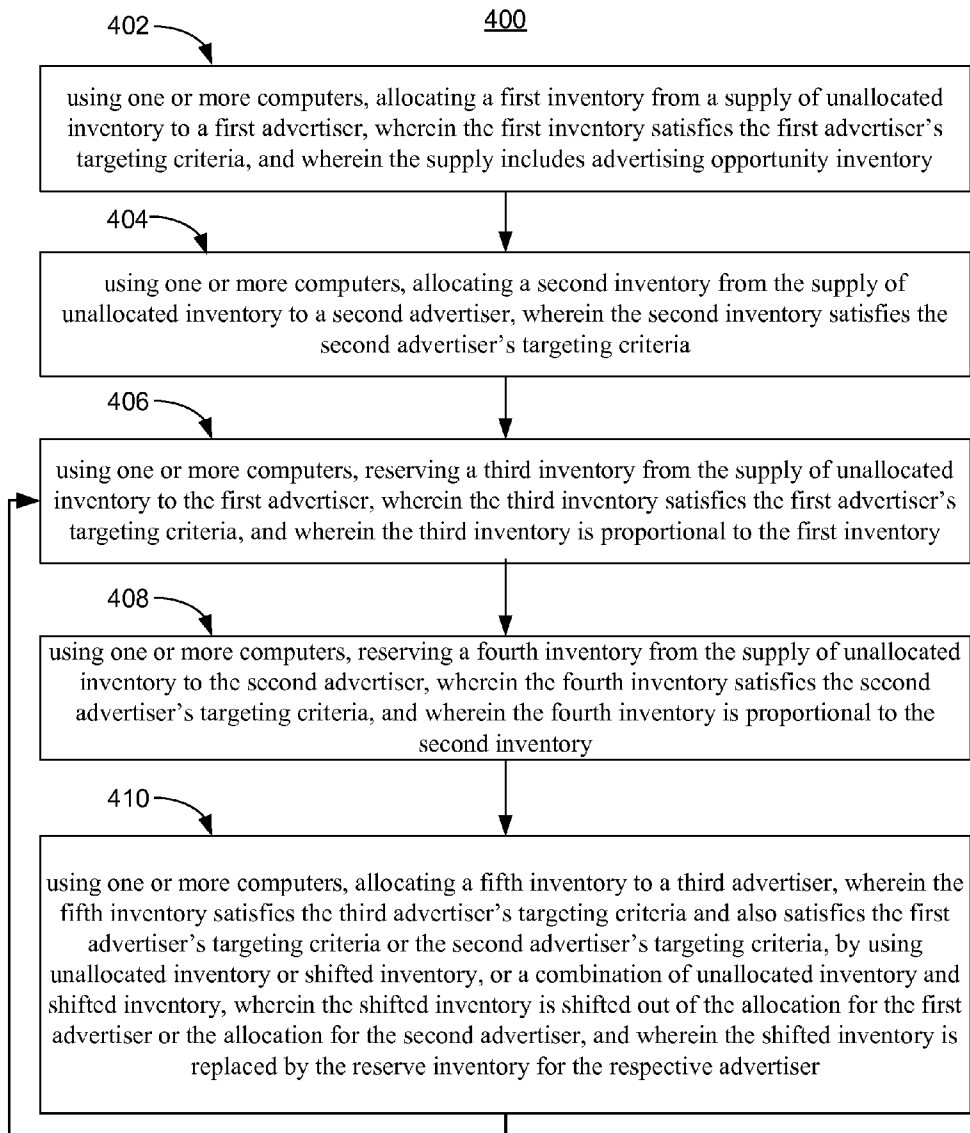 400
402
using one or more computers, allocating a first inventory from a supply of unallocated
inventory to a first advertiser, wherein the first inventory satisfies the first advertiser's
targeting criteria, and wherein the supply includes advertising opportunity inventory
404
using one or more computers, allocating a second inventory from the supply of
unallocated inventory to a second advertiser, wherein the second inventory satisfies the
second advertiser's targeting criteria
406
using one or more computers, reserving a third inventory from the supply of unallocated
inventory to the first advertiser, wherein the third inventory satisfies the first advertiser's
targeting criteria, and wherein the third inventory is proportional to the first inventory
408
using one or more computers, reserving a fourth inventory from the supply of unallocated
inventory to the second advertiser, wherein the fourth inventory satisfies the second
advertiser's targeting criteria, and wherein the fourth inventory is proportional to the
second inventory
410
using one or more computers, allocating a fifth inventory to a third advertiser, wherein the
fifth inventory satisfies the third advertiser's targeting criteria and also satisfies the first
advertiser's targeting criteria or the second advertiser's targeting criteria, by using
unallocated inventory or shifted inventory, or a combination of unallocated inventory and
shifted inventory, wherein the shifted inventory is shifted out of the allocation for the first
advertiser or the allocation for the second advertiser, and wherein the shifted inventory is
replaced by the reserve inventory for the respective advertiser